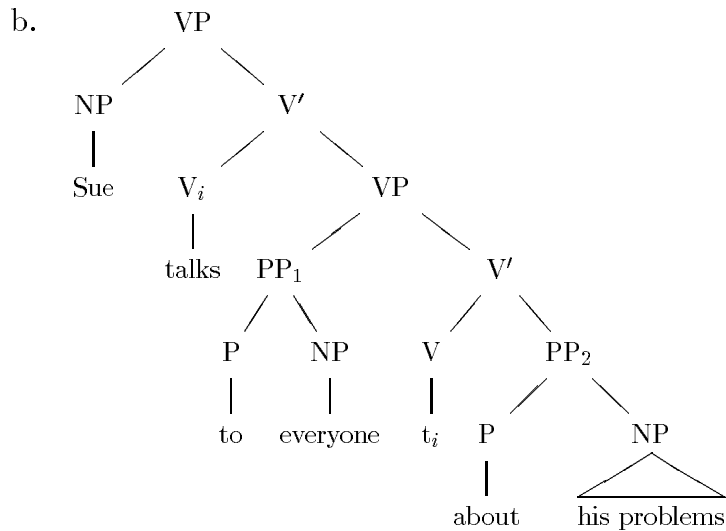 b. VP
NP V′
Sue V_i VP
talks PP_1 V′
P NP V PP_2
to everyone t_i P NP
about his problems